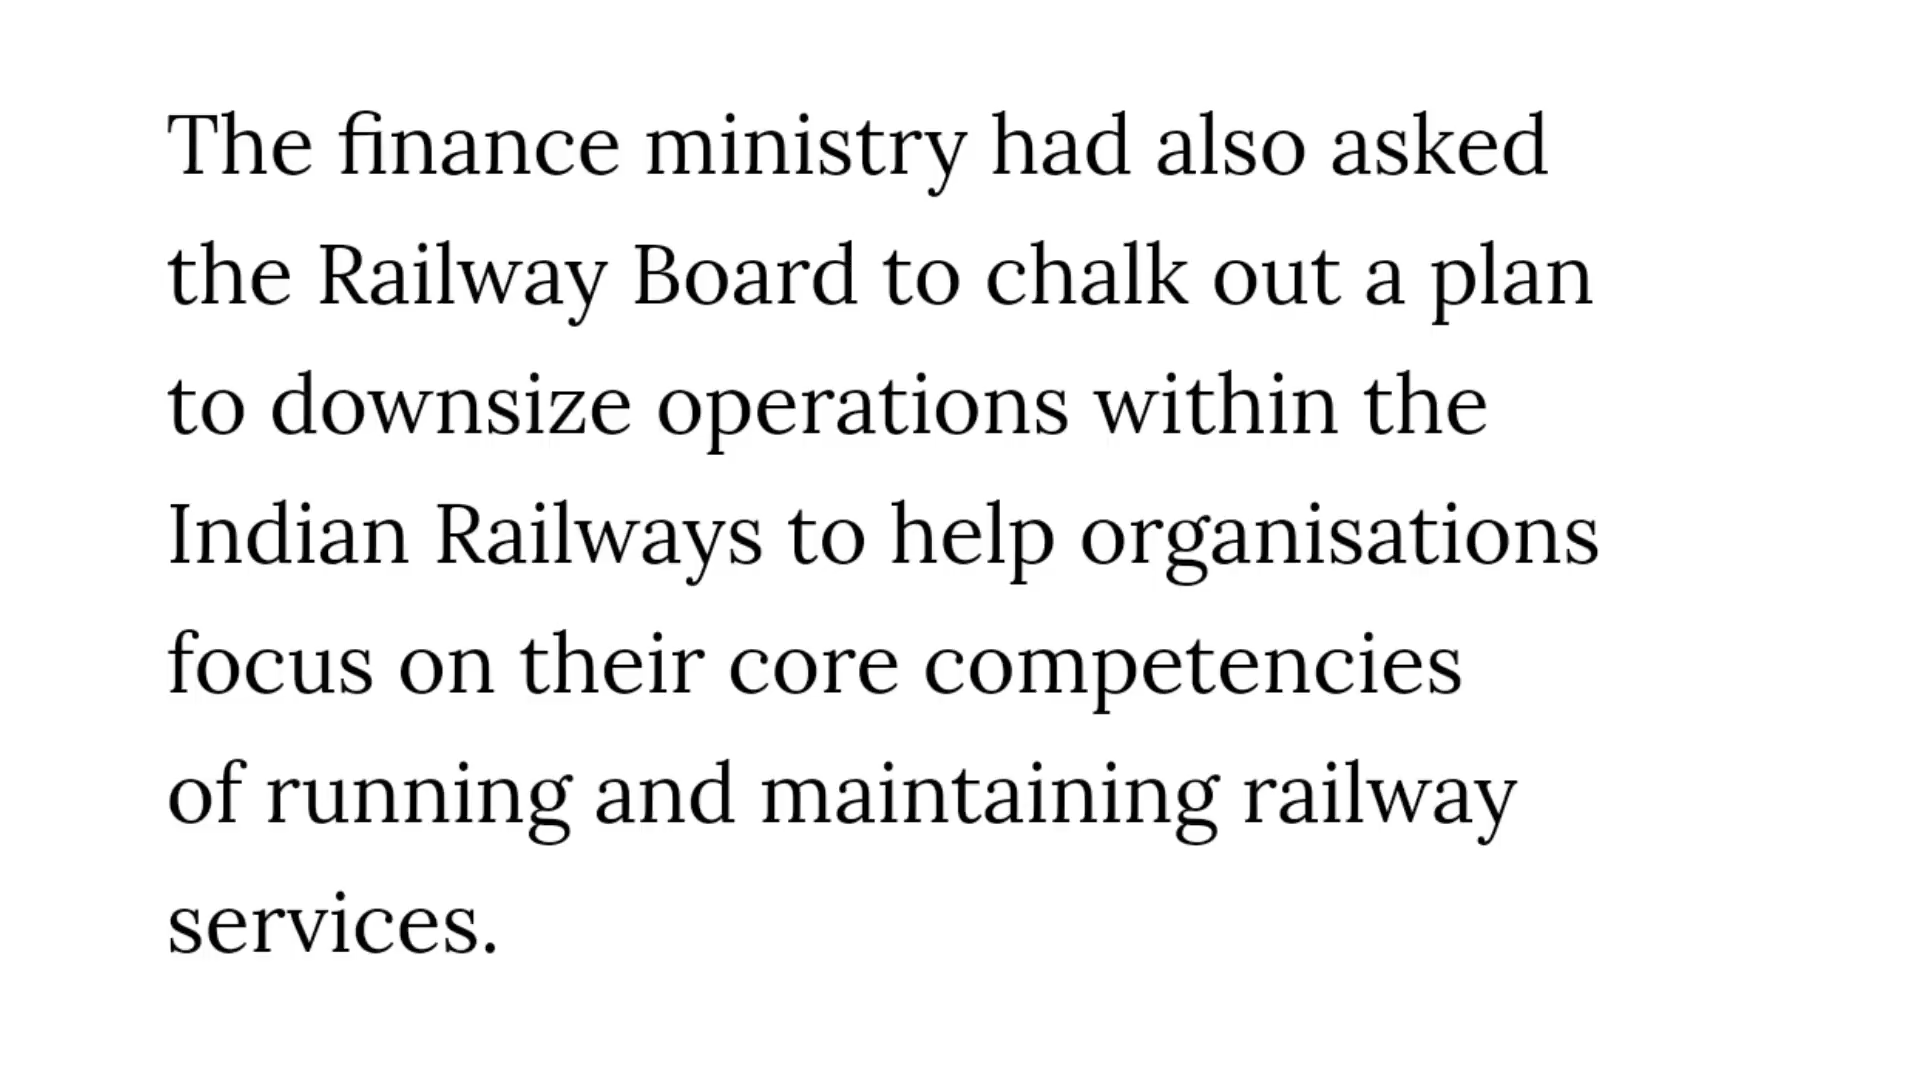 The finance ministry had also asked
the Railway Board to chalk out a plan
to downsize operations within the
Indian Railways to help organisations
focus on their core competencies
of running and maintaining railway
services.